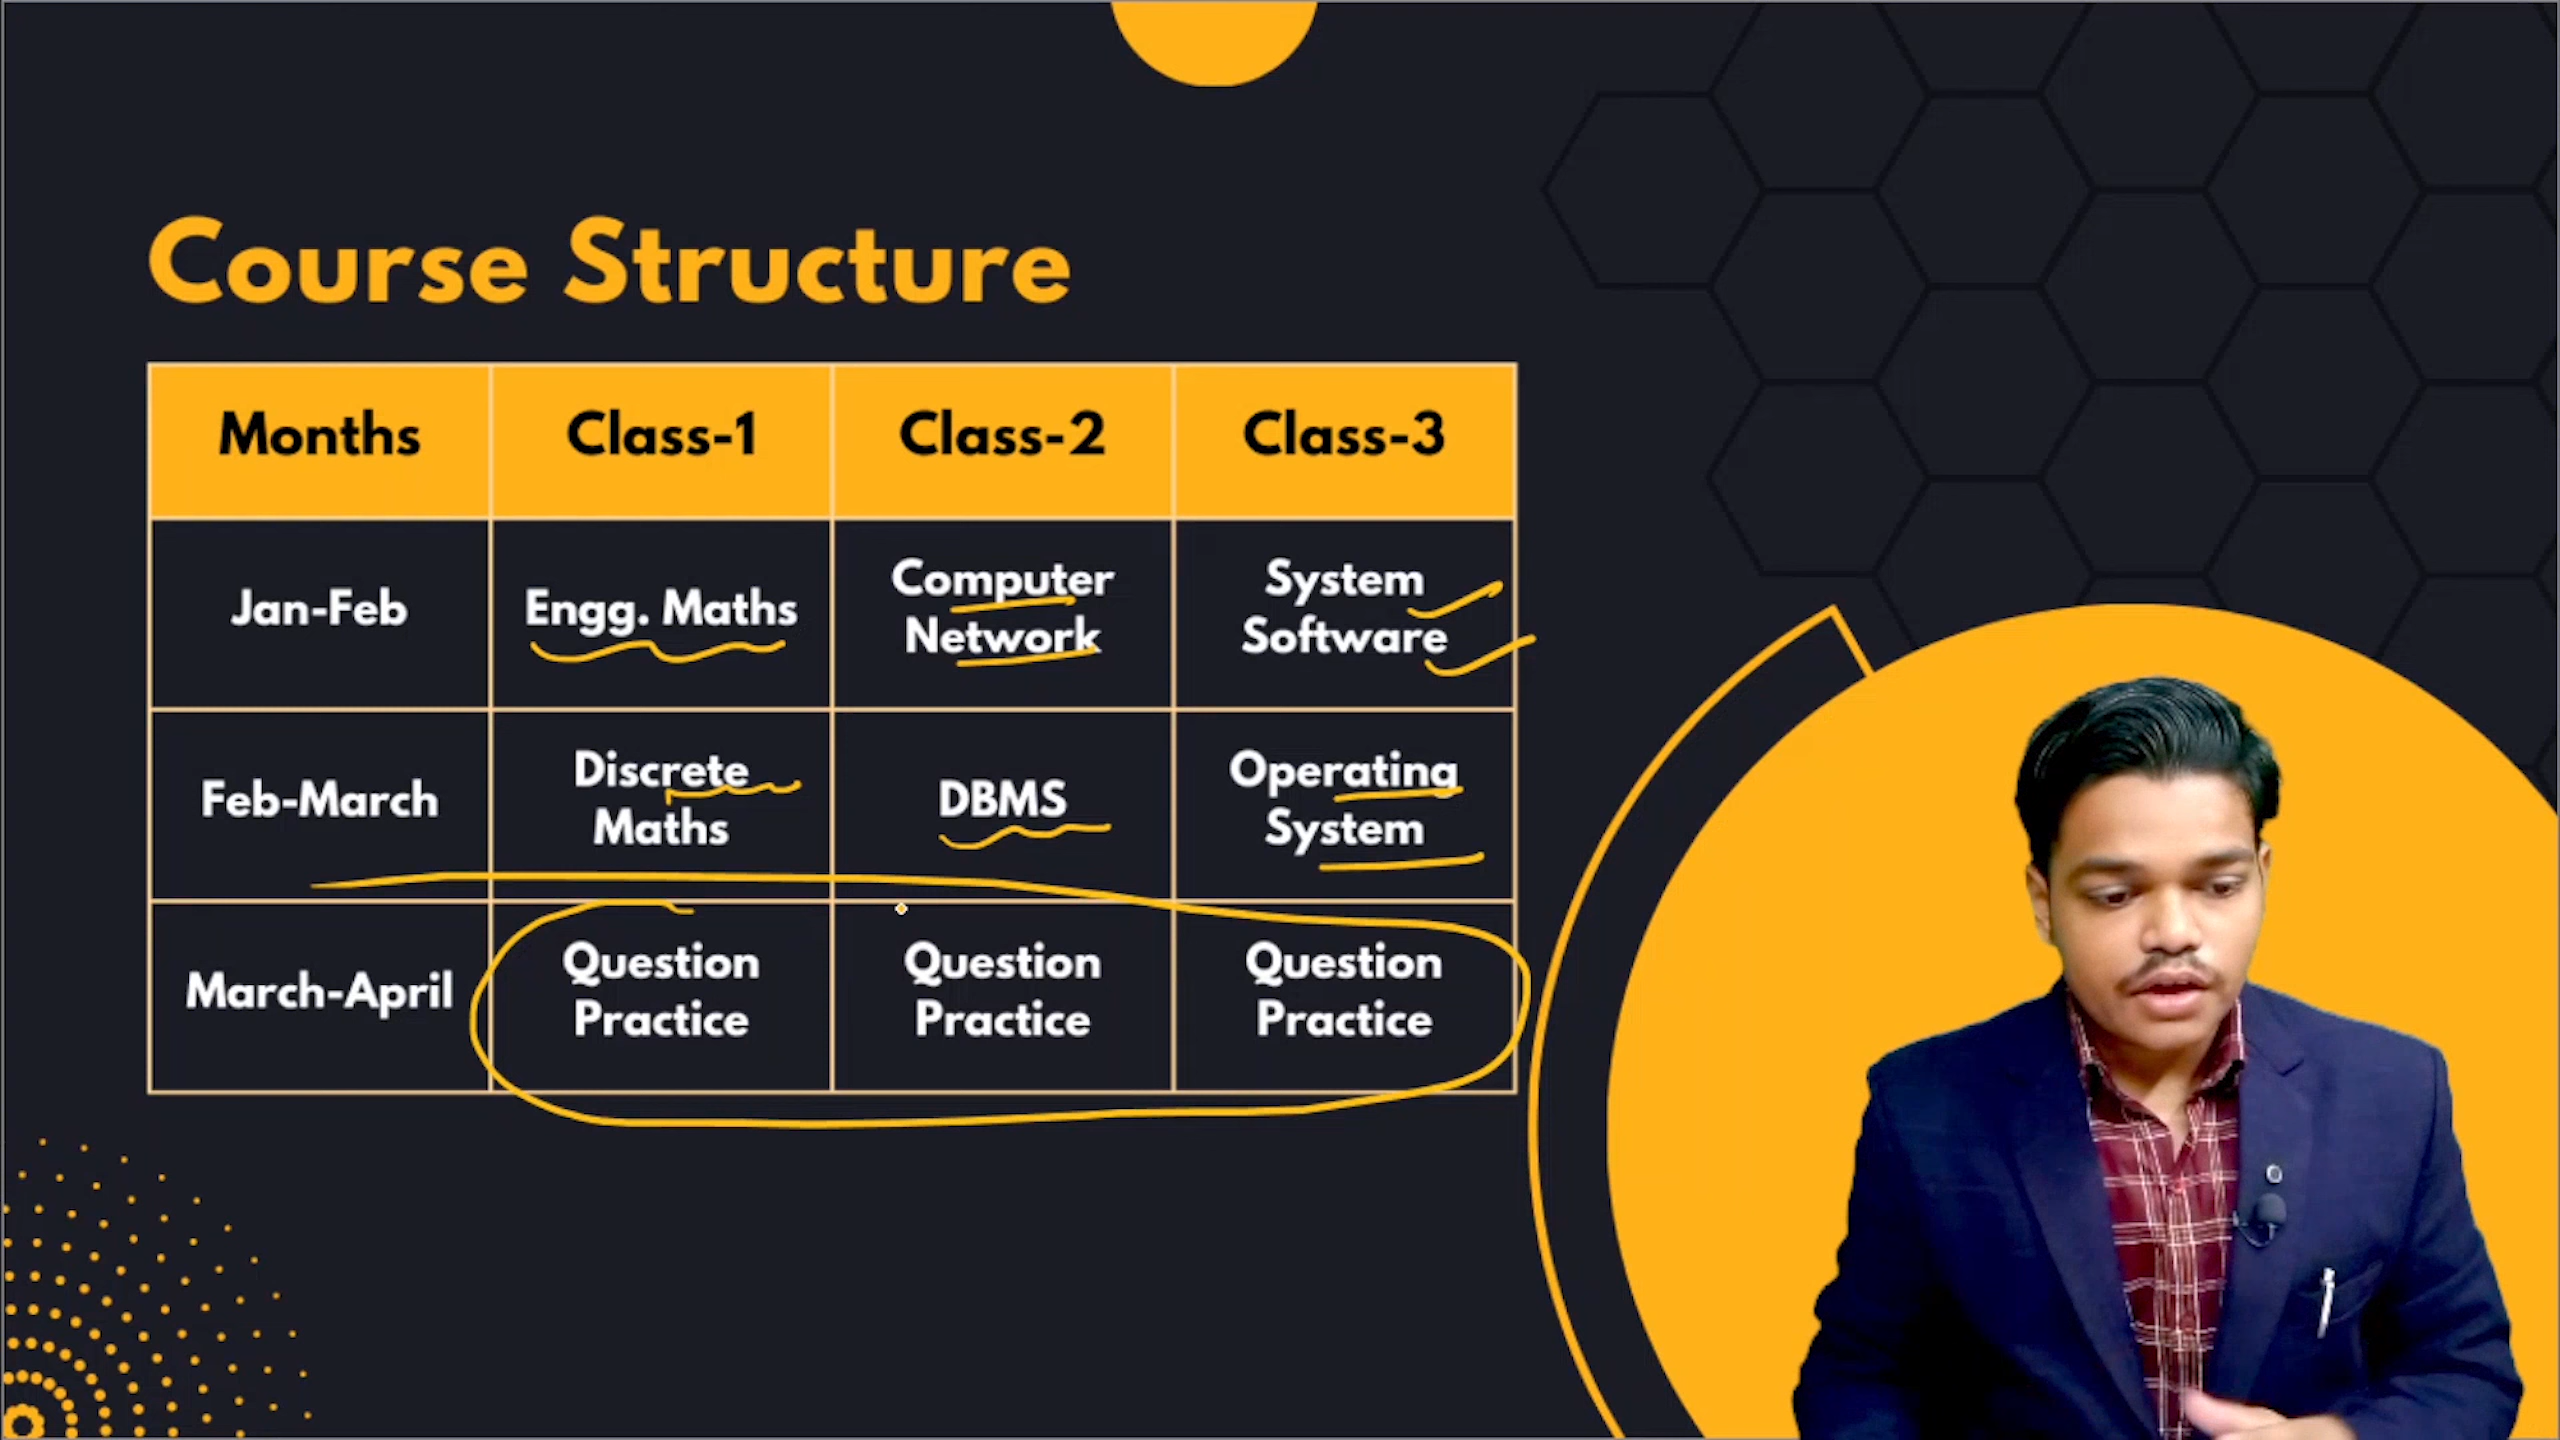 Course Structure
Months Class-1 Class-2 Class-3
Jan-Feb Engg. Maths Computer Network System Software
Feb-March Discrete Maths DBMS Operating System
March-April Question Practice Question Practice Question Practice